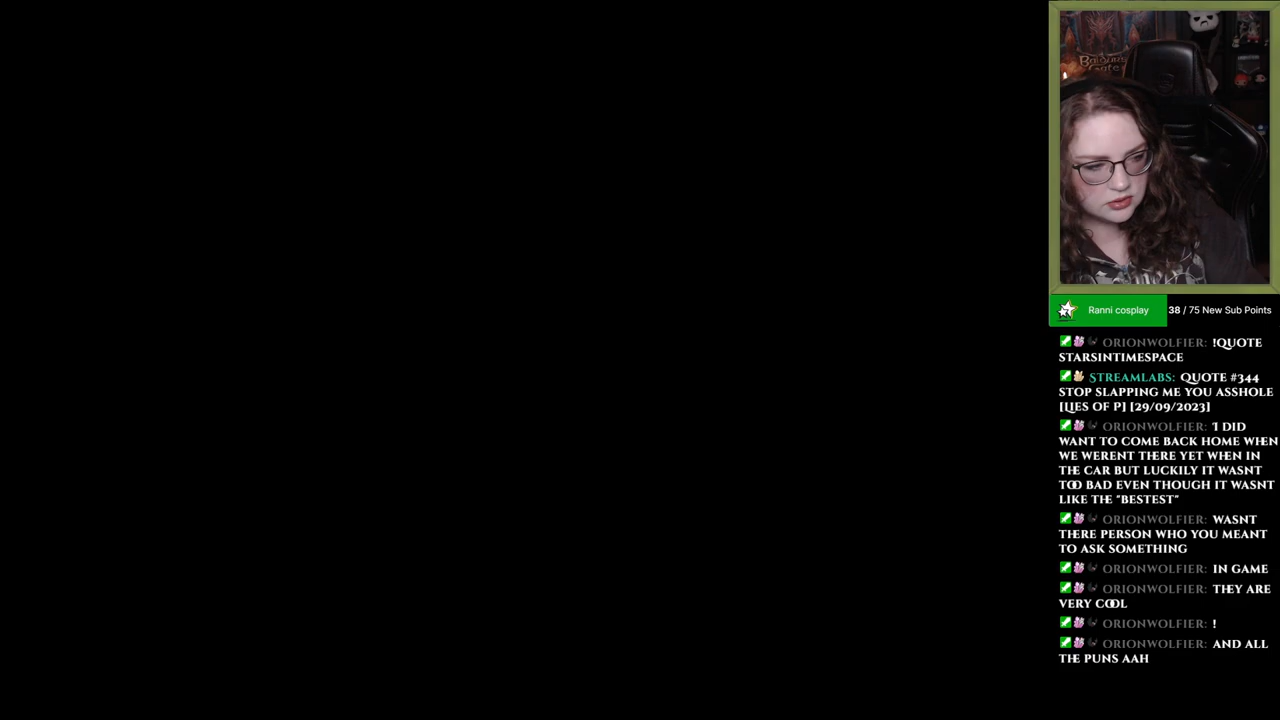 Baldur's
Gate
Ranni cosplay 38 / 75 New Sub Points
ORIONWOLFIER: !QUOTE
STARSINTIMESPACE
STREAMLABS: QUOTE #344
STOP SLAPPING ME YOU ASSHOLE
[LIES OF P] [29/09/2023]
ORIONWOLFIER: 'I DID
WANT TO COME BACK HOME WHEN
WE WERENT THERE YET WHEN IN
THE CAR BUT LUCKILY IT WASNT
TOO BAD EVEN THOUGH IT WASNT
LIKE THE "BESTEST"
ORIONWOLFIER: WASNT
THERE PERSON WHO YOU MEANT
TO ASK SOMETHING
ORIONWOLFIER: IN GAME
ORIONWOLFIER: THEY ARE
VERY COOL
ORIONWOLFIER: !
ORIONWOLFIER: AND ALL
THE PUNS AAH